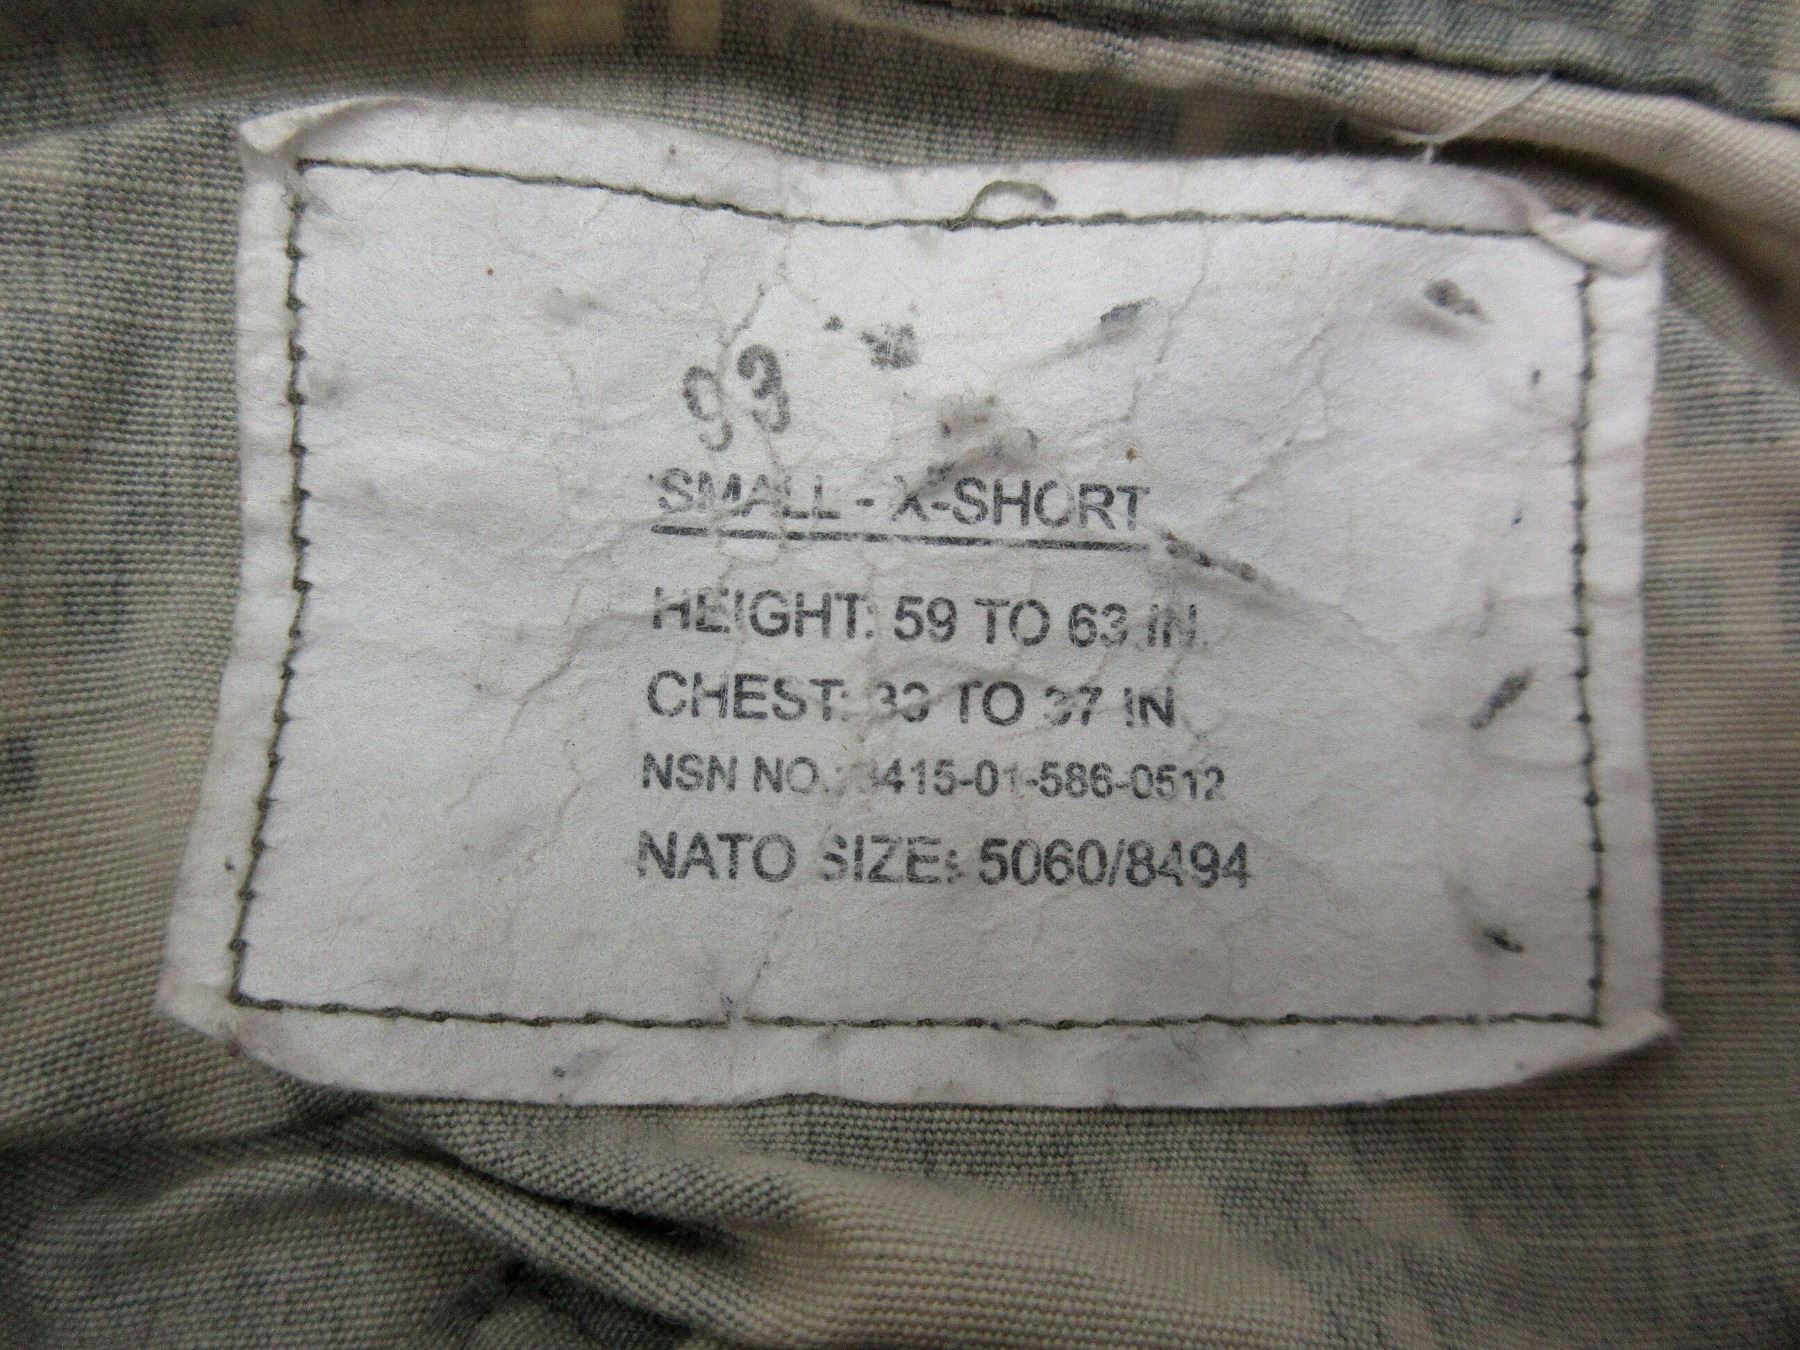 93
SMALL - X-SHORT
HEIGHT: 59 TO 63 IN.
CHEST: 33 TO 37 IN
NSN NO.: 8415-01-586-0512
NATO SIZE: 5060/8494